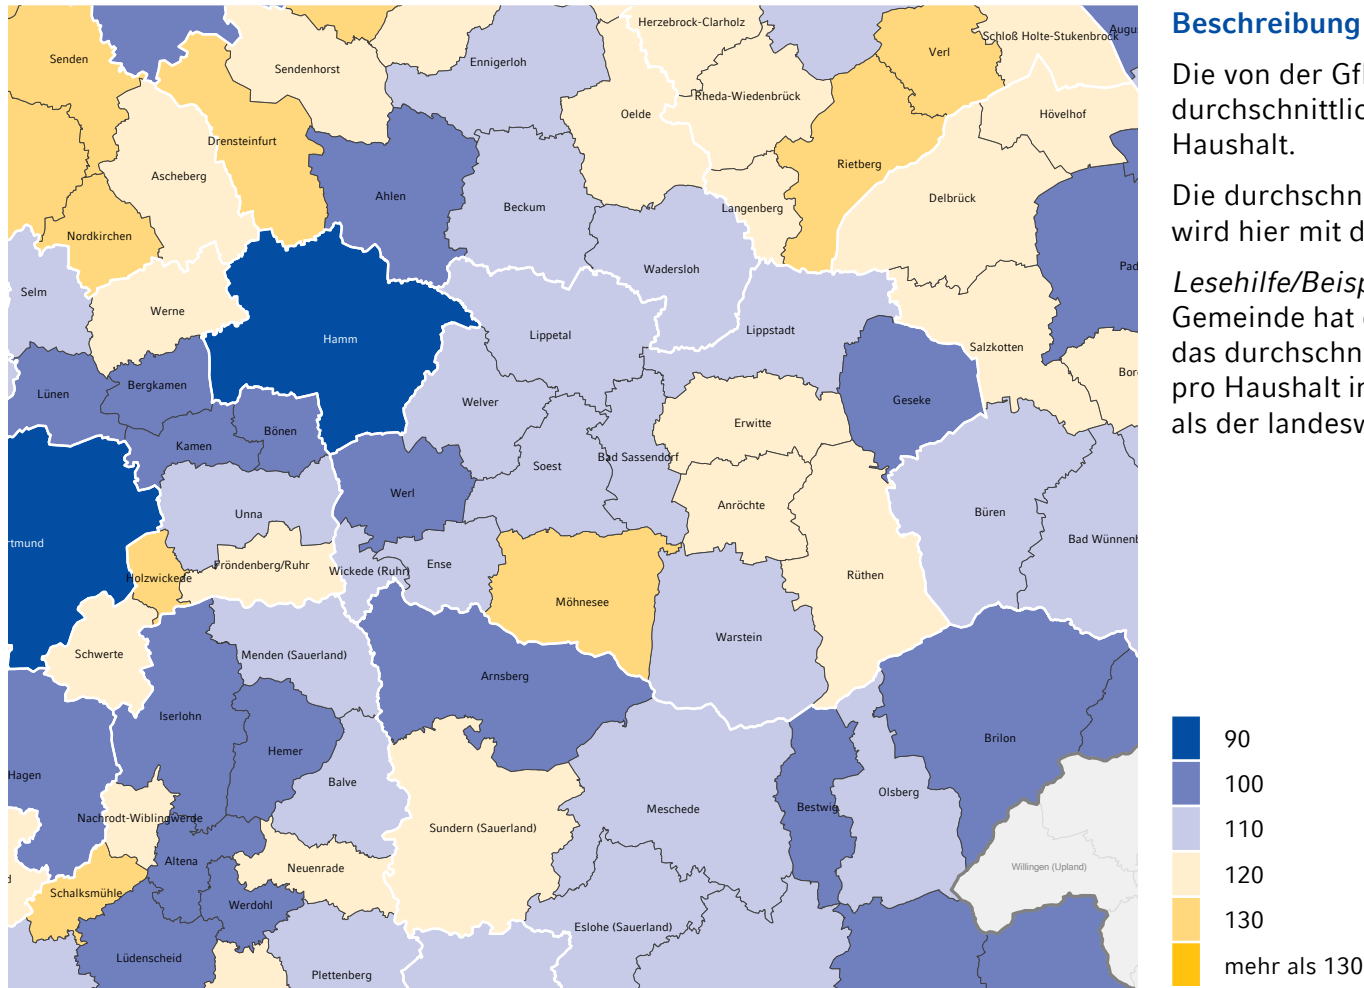 Herzebrock-Clarholz
Augu
Schloß Holte-Stukenbrock
Senden
Verl
Ennigerloh
Sendenhorst
Rheda-Wiedenbrück
Oelde
Hövelhof
Drensteinfurt
Rietberg
Ascheberg
Ahlen
Delbrück
Beckum
Langenberg
Nordkirchen
Pad
Wadersloh
Selm
Werne
Lippstadt
Lippetal
Hamm
Salzkotten
Bor
Bergkamen
Lünen
Geseke
Welver
Erwitte
Bönen
Kamen
Bad Sassendorf
Soest
Werl
Anröchte
Unna
Büren
Bad Wünnenb
rtmund
Ense
Fröndenberg/Ruhr
Wickede (Ruhr)
Holzwickede
Rüthen
Möhnesee
Warstein
Schwerte
Menden (Sauerland)
Arnsberg
Iserlohn
Brilon
Hemer
Hagen
Balve
Olsberg
Bestwig
Meschede
Nachrodt-Wiblingwerde
Sundern (Sauerland)
Altena
Neuenrade
Willingen (Upland)
d
Schalksmühle
Werdohl
Eslohe (Sauerland)
Lüdenscheid
Plettenberg
Beschreibung
Die von der Gf
durchschnittlic
Haushalt.
Die durchschn
wird hier mit d
Lesehilfe/Beisp
Gemeinde hat
das durchschn
pro Haushalt i
als der landesw
90
100
110
120
130
mehr als 130